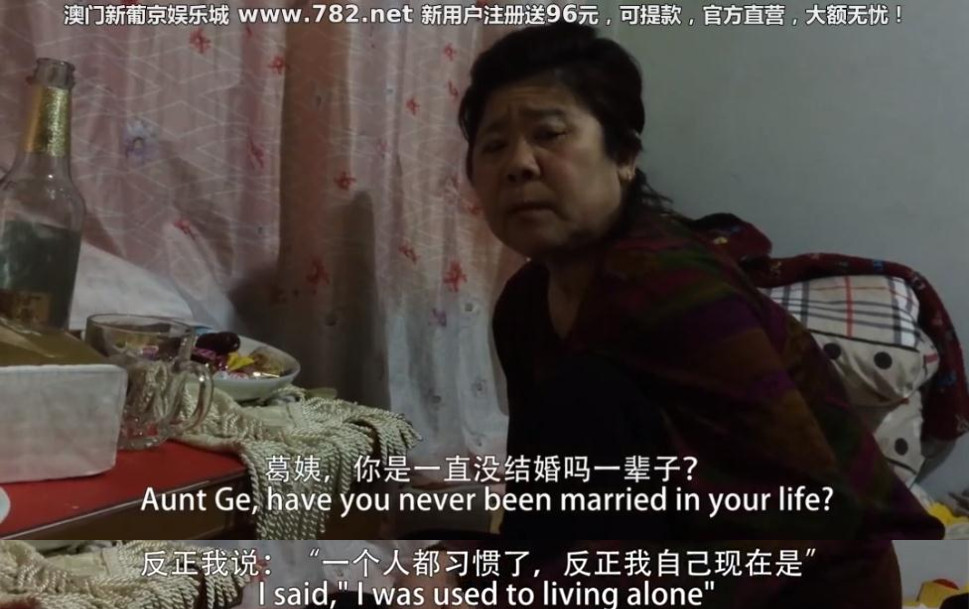 澳门新葡京娱乐城 www.782.net 新用户注册送96元，可提款，官方直营，大额无忧！
葛姨，你是一直没结婚吗一辈子？
Aunt Ge, have you never been married in your life?
反正我说：“一个人都习惯了，反正我自己现在是”
I said," I was used to living alone"